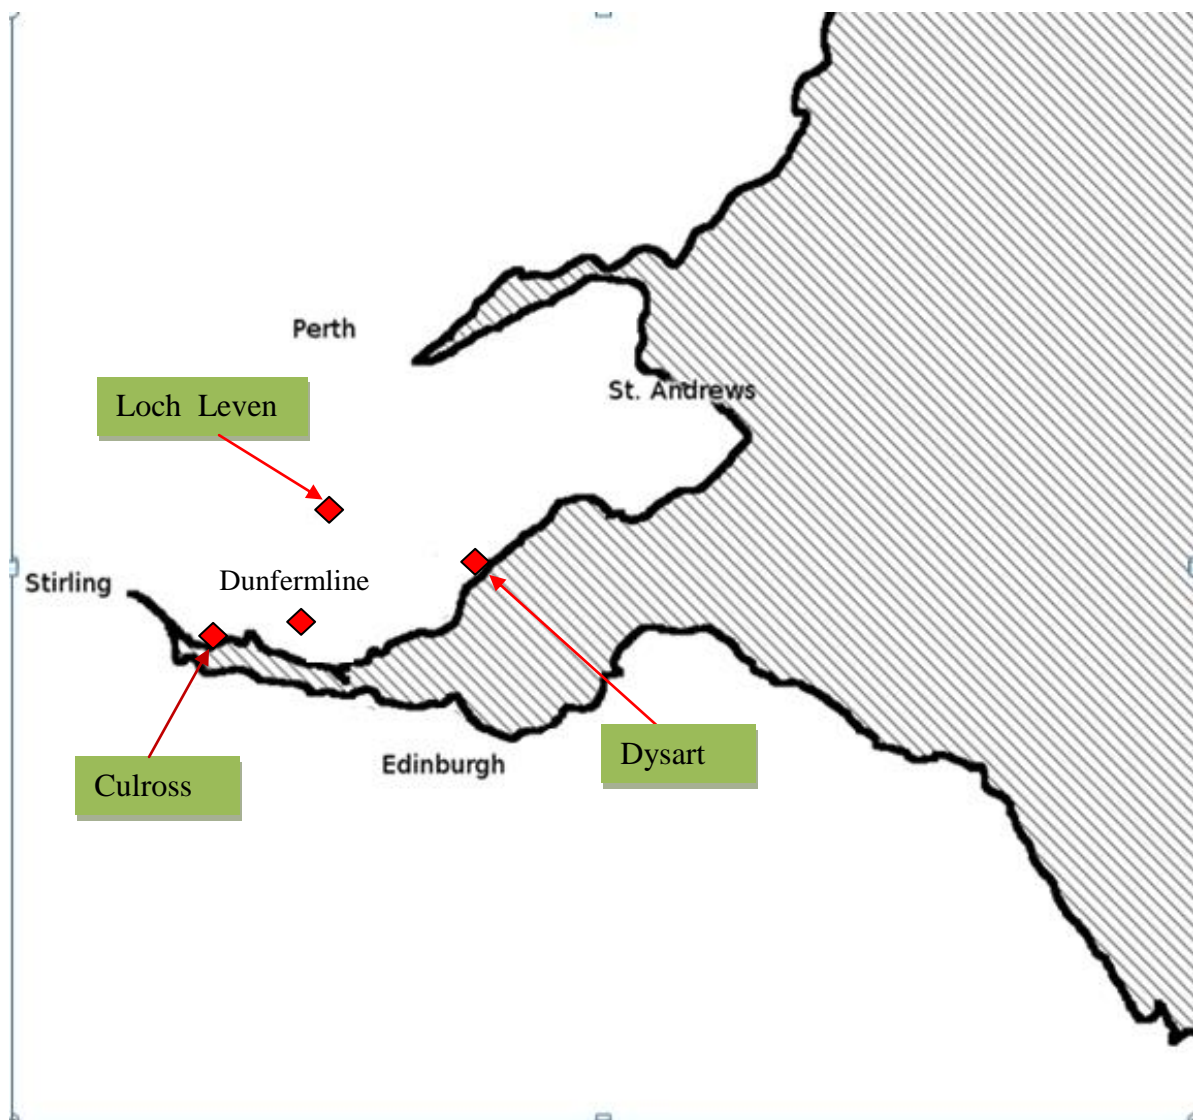 Perth
St. Andrews
Loch Leven
Stirling
Dunfermline
Dysart
Edinburgh
Culross